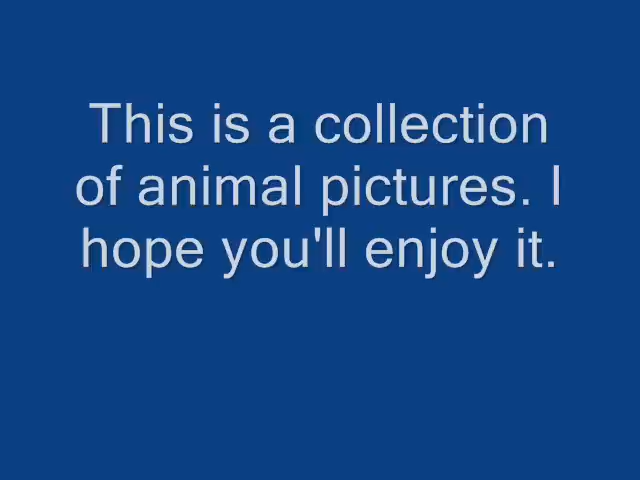 This is a collection
of animal pictures. I
hope you'll enjoy it.